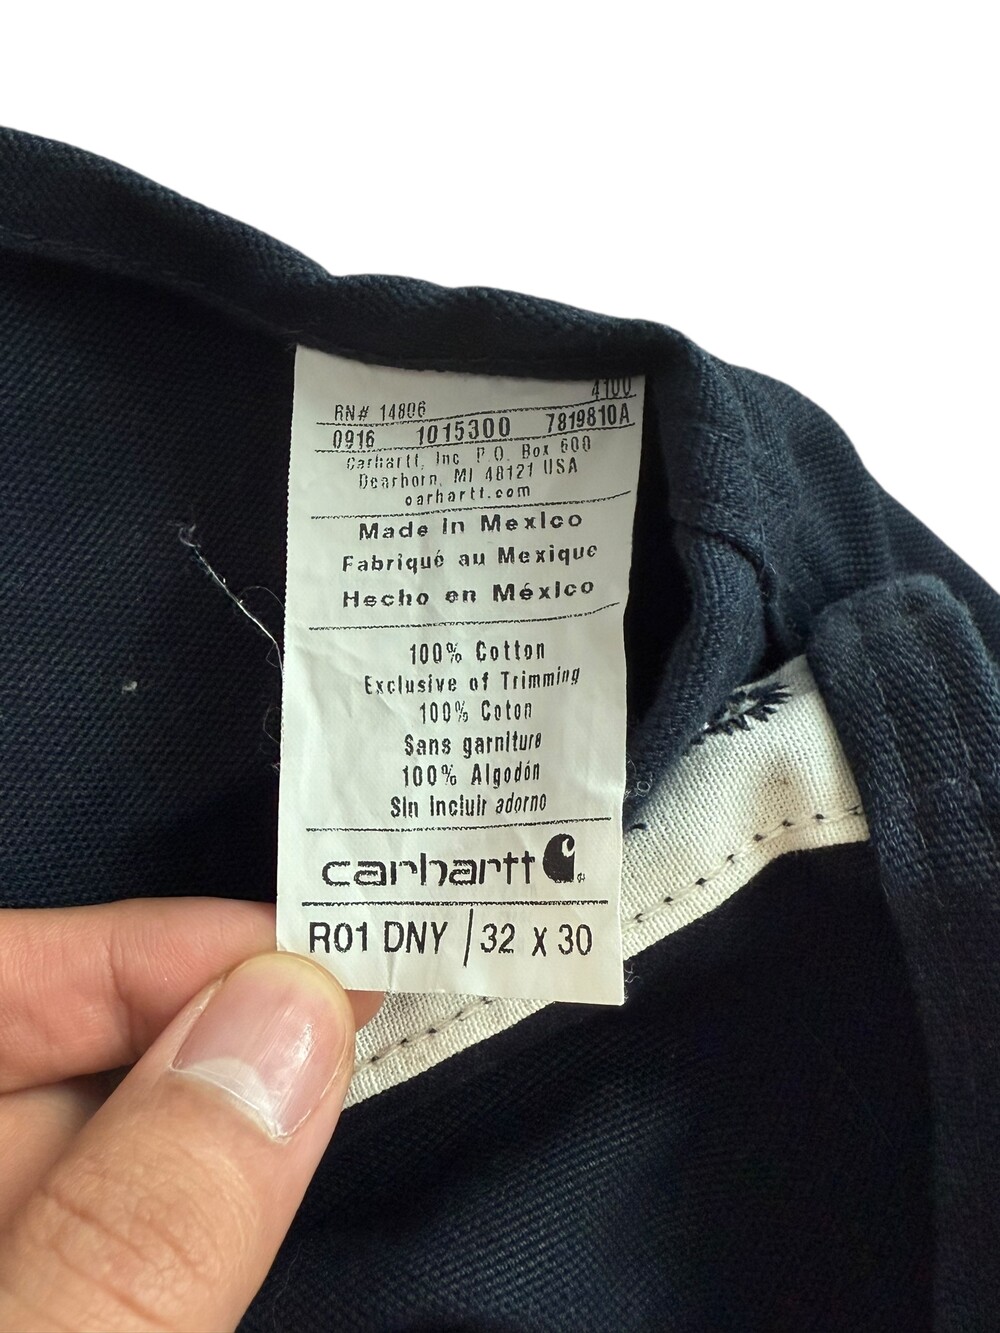 4100
RN# 14806
0916 1015300 7819810A
Carhartt, Inc P.O. Box 600
Dearborn, MI 48121 USA
carhartt.com
Made in Mexico
Fabriqué au Mexique
Hecho en México
100% Cotton
Exclusive of Trimming
100% Coton
Sans garniture
100% Algodón
Sin incluir adorno
carhartt
R01 DNY / 32 X 30